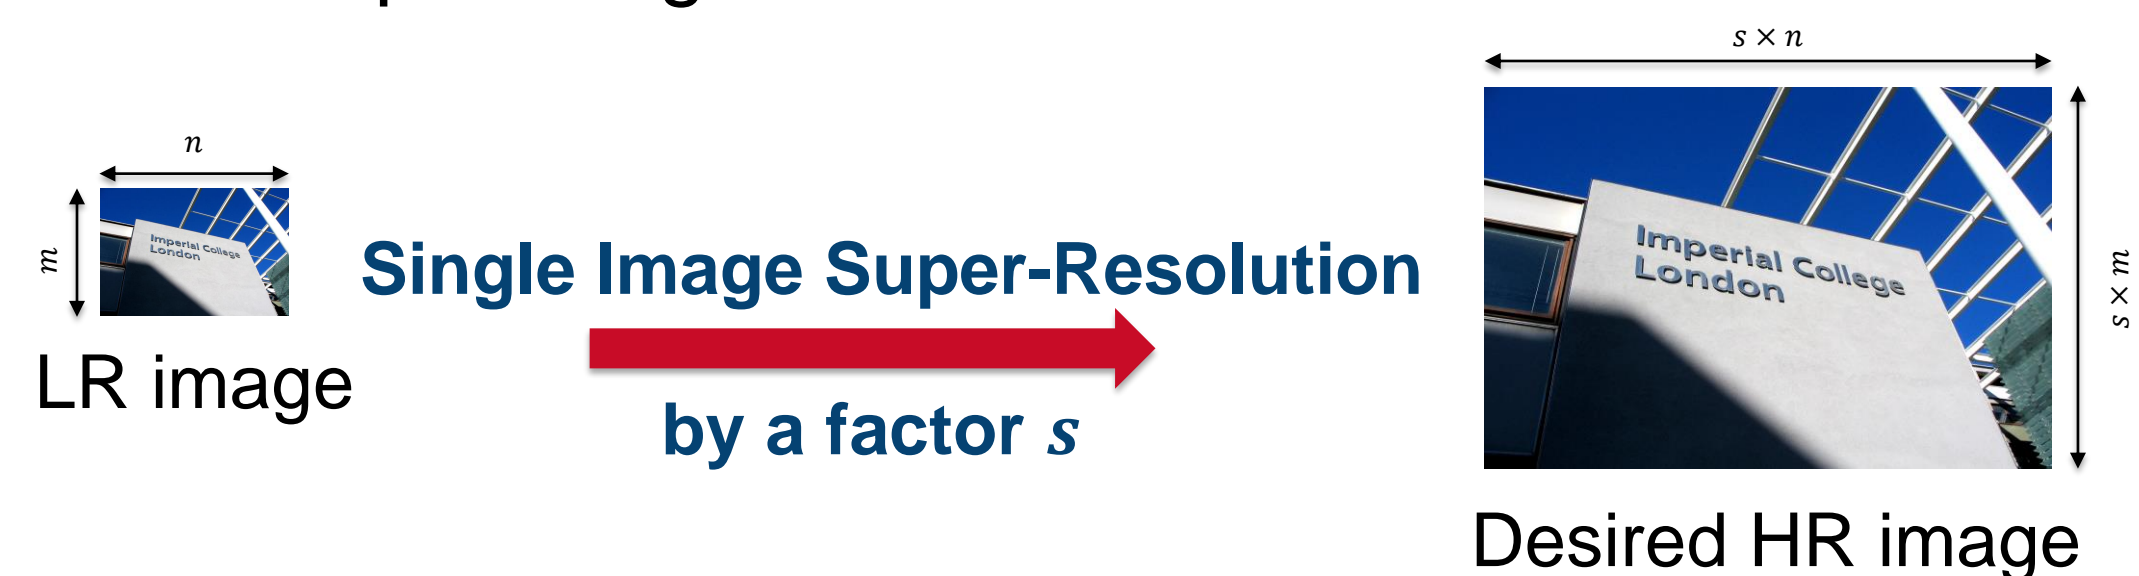 s × n
n
m
Imperial College
London
Single Image Super-Resolution
by a factor s
LR image
Imperial College
London
s × m
Desired HR image